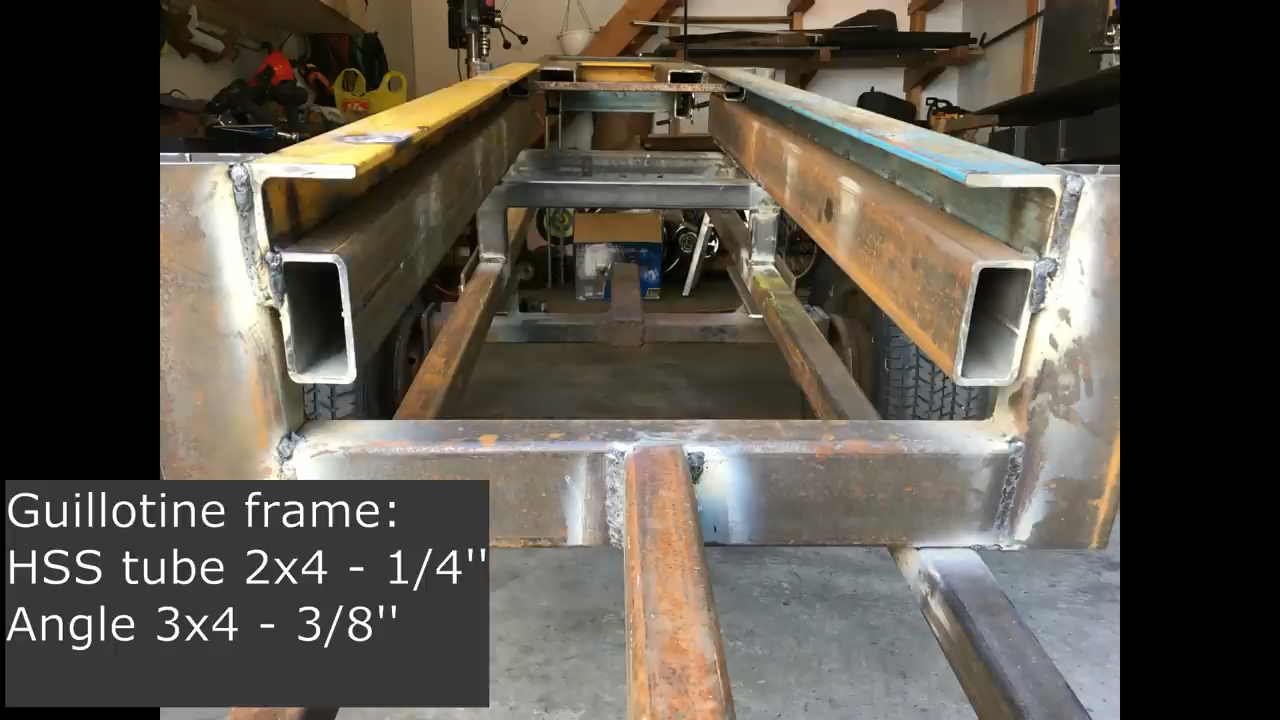 Guillotine frame:
HSS tube 2x4 - 1/4''
Angle 3x4 - 3/8''